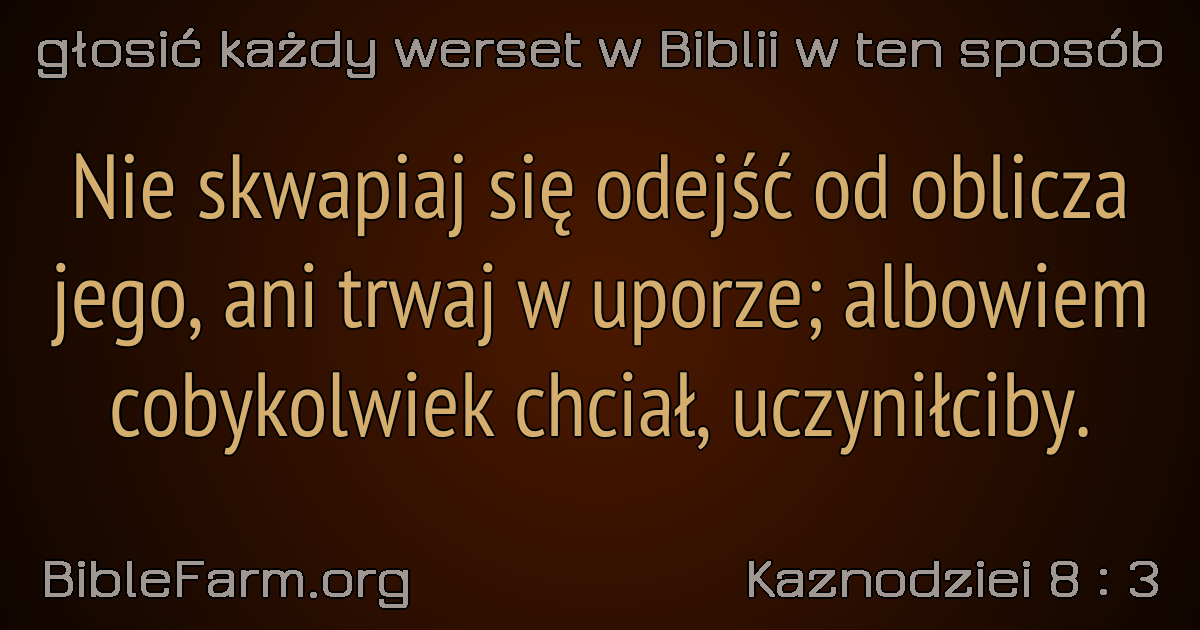 głosić każdy werset w Biblii w ten sposób
Nie skwapiaj się odejść od oblicza
jego, ani trwaj w uporze; albowiem
cobykolwiek chciał, uczyniłciby.
BibleFarm.org
Kaznodziei 8 : 3